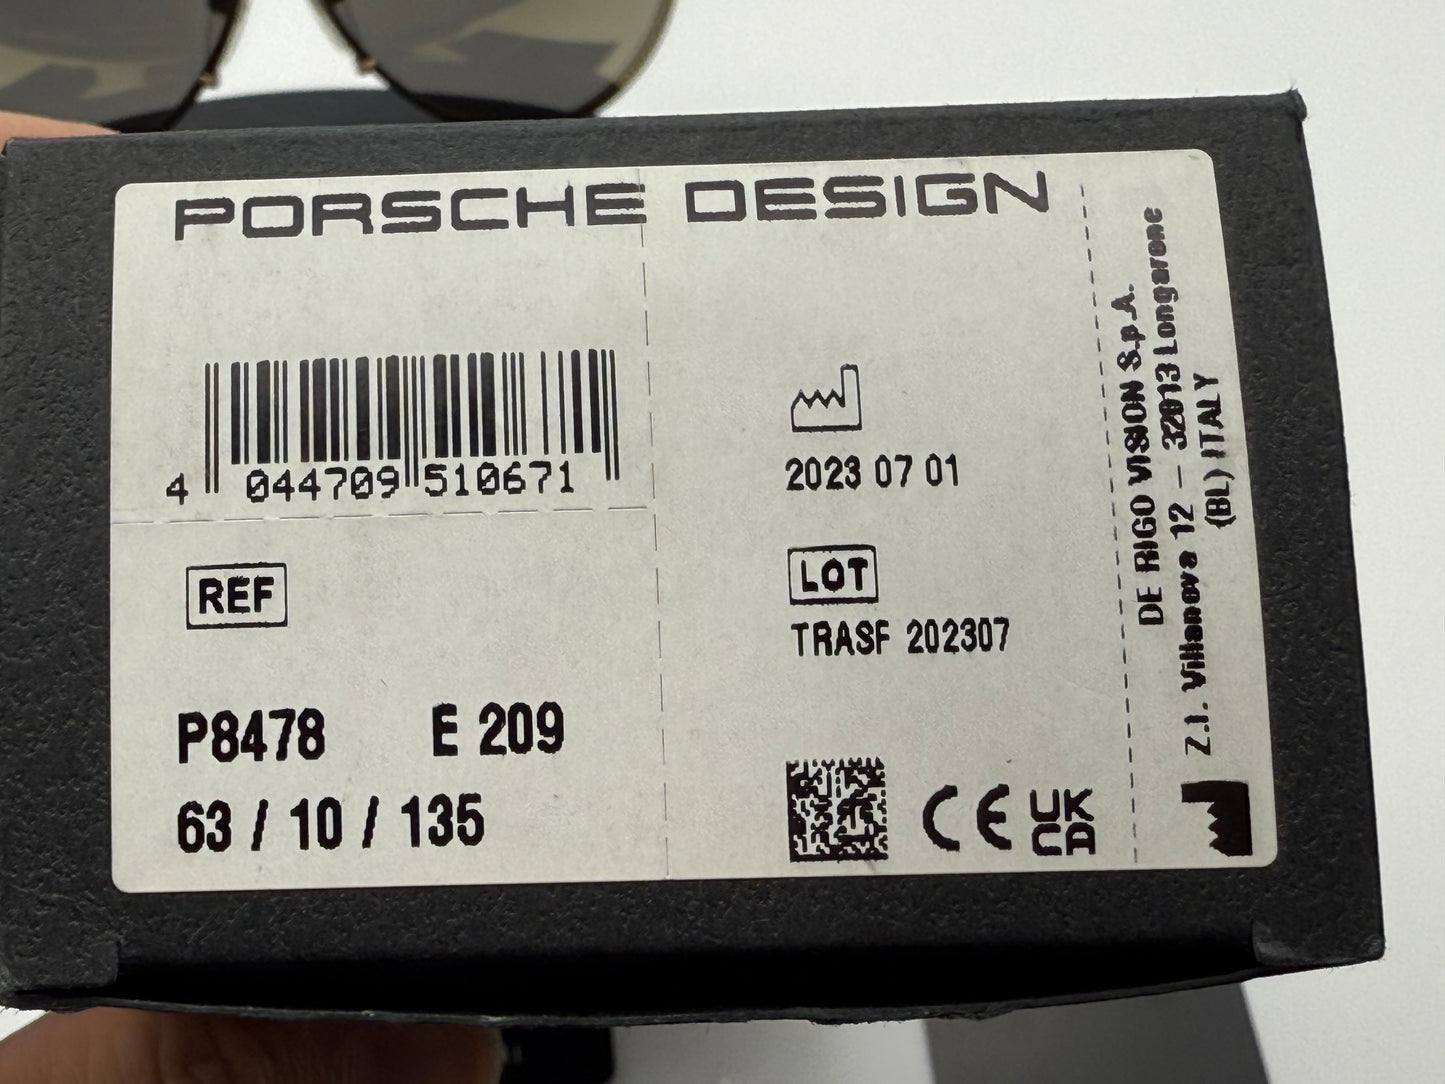 PORSCHE DESIGN
4 044709 510671
REF
P8478 E 209
63 / 10 / 135
2023 07 01
LOT
TRASF 202307
CE UK CA
DE RIGO VISION S.p.A.
Z.I. Villanova 12 – 32013 Longarone
(BL) ITALY